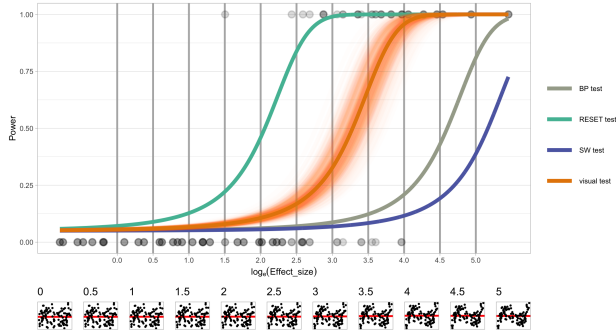 1.00
0.75
0.50
0.25
0.00
Power
0.0 0.5 1.0 1.5 2.0 2.5 3.0 3.5 4.0 4.5 5.0
logₑ(Effect_size)
BP test
RESET test
SW test
visual test
0 0.5 1 1.5 2 2.5 3 3.5 4 4.5 5